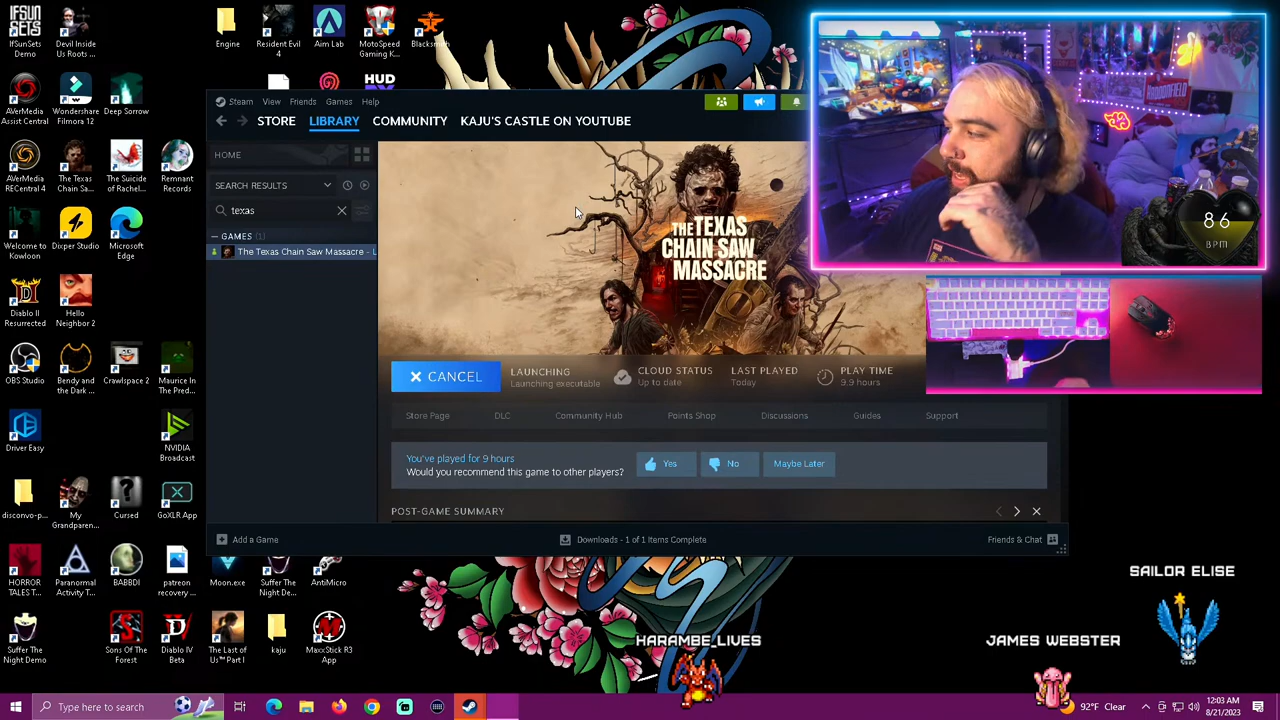 IFSUN
SETS
IfSunSets
Demo
Devil Inside
Us Roots ...
Engine
Resident Evil
4
Aim Lab
MotoSpeed
Gaming K...
Blacksmith
HUD
AVerMedia
Assist Central
Wondershare
Filmora 12
Deep Sorrow
AVerMedia
RECentral 4
The Texas
Chain Sa...
The Suicide
of Rachel...
Remnant
Records
Welcome to
Kowloon
Dixper Studio
Microsoft
Edge
Diablo II
Resurrected
Hello
Neighbor 2
OBS Studio
Bendy and
the Dark ...
Crawlspace 2
Maurice In
The Pred...
Driver Easy
NVIDIA
Broadcast
disconvo-p...
My
Grandparen...
Cursed
GoXLR App
HORROR
TALES T...
Paranormal
Activity T...
BABBDI
patreon
recovery ...
Moon.exe
Suffer The
Night De...
AntiMicro
Suffer The
Night Demo
Sons Of The
Forest
Diablo IV
Beta
The Last of
Us™ Part I
kaju
MaxxStick R3
App
Steam View Friends Games Help
STORE LIBRARY COMMUNITY KAJU'S CASTLE ON YOUTUBE
HOME
SEARCH RESULTS
texas
GAMES (1)
The Texas Chain Saw Massacre - L
THE TEXAS
CHAIN SAW
MASSACRE
CANCEL
LAUNCHING
Launching executable
CLOUD STATUS
Up to date
LAST PLAYED
Today
PLAY TIME
9.9 hours
Store Page DLC Community Hub Points Shop Discussions Guides Support
You've played for 9 hours
Would you recommend this game to other players?
Yes No Maybe Later
POST-GAME SUMMARY
Add a Game Downloads - 1 of 1 Items Complete Friends & Chat
86
BPM
SAILOR ELISE
HARAMBE_LIVES
JAMES WEBSTER
Type here to search
92°F Clear
12:03 AM
8/21/2023